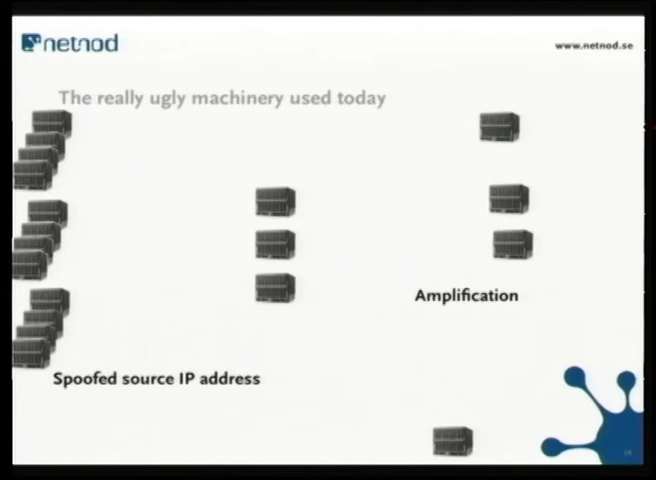 netnod
www.netnod.se
The really ugly machinery used today
Amplification
Spoofed source IP address